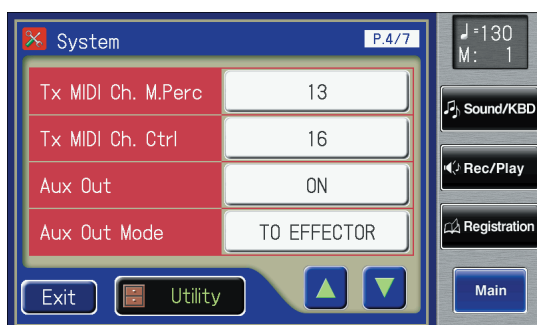 System P.4/7
Tx MIDI Ch. M.Perc 13
Tx MIDI Ch. Ctrl 16
Aux Out ON
Aux Out Mode TO EFFECTOR
Exit Utility
♩=130
M: 1
Sound/KBD
Rec/Play
Registration
Main